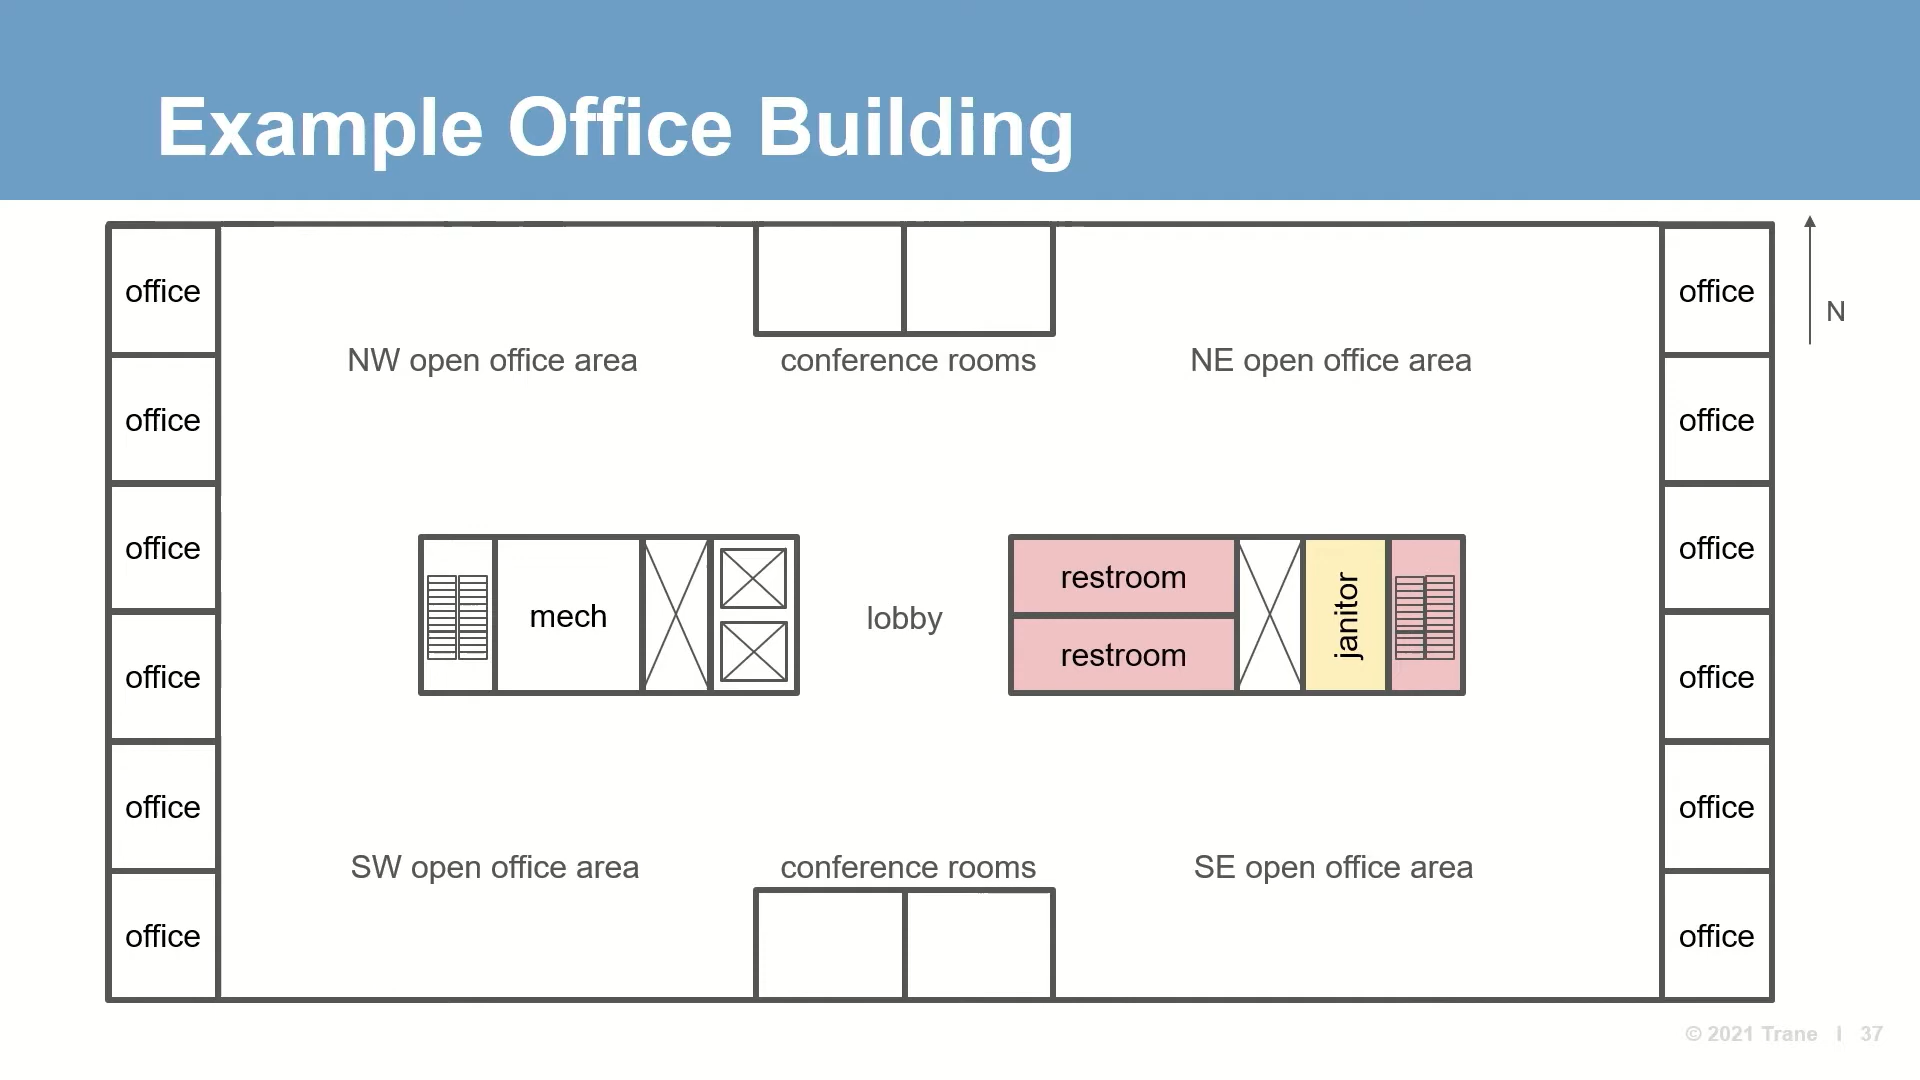 Example Office Building
office
office
N
NW open office area
conference rooms
NE open office area
office
office
office
office
restroom
mech
lobby
restroom
janitor
office
office
office
office
SW open office area
conference rooms
SE open office area
office
office
© 2021 Trane | 37